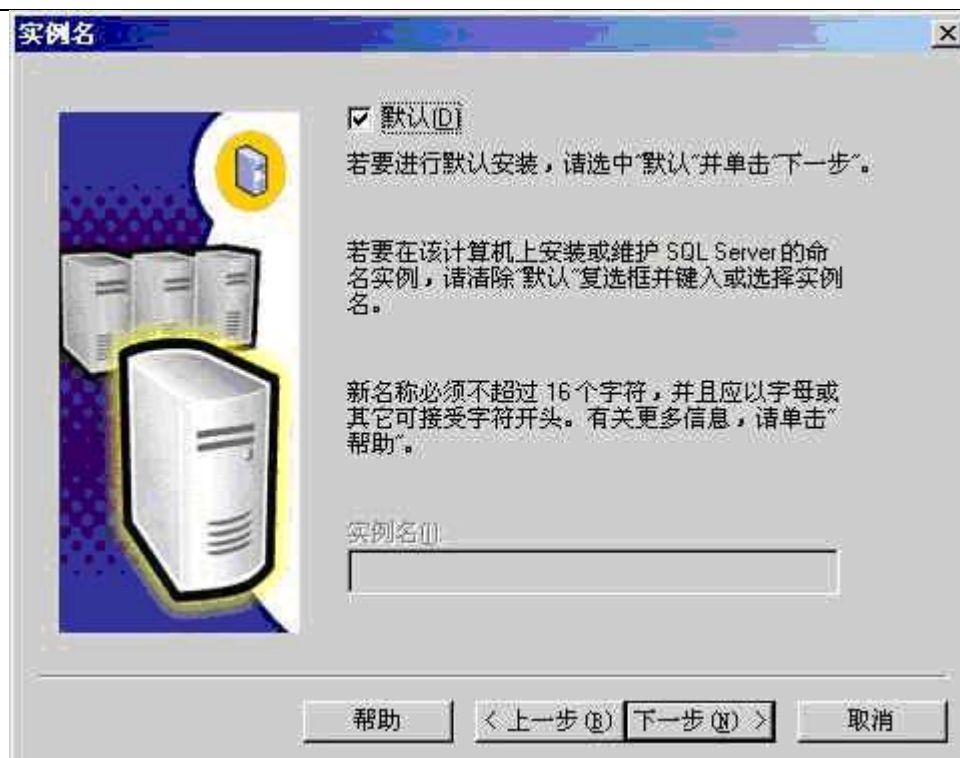 实例名
默认(D)
若要进行默认安装，请选中"默认"并单击"下一步"。
若要在该计算机上安装或维护 SQL Server 的命
名实例，请清除"默认"复选框并键入或选择实例
名。
新名称必须不超过 16 个字符，并且应以字母或
其它可接受字符开头。有关更多信息，请单击"
帮助"。
实例名(I)
帮助
< 上一步(B)
下一步(N) >
取消